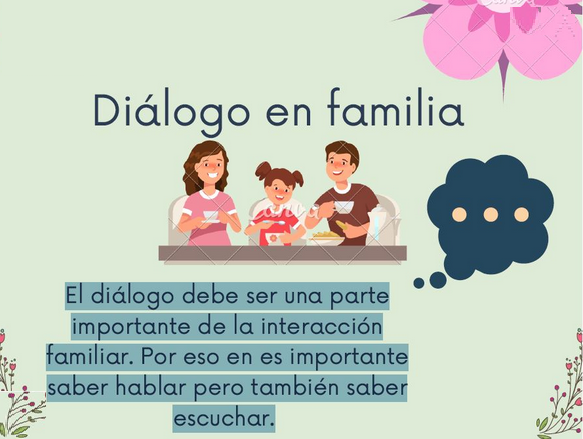 Diálogo en familia
Canva
El diálogo debe ser una parte
importante de la interacción
familiar. Por eso en es importante
saber hablar pero también saber
escuchar.